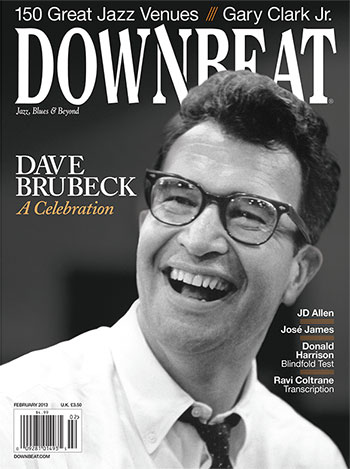 150 Great Jazz Venues /// Gary Clark Jr.
DOWNBEAT
Jazz, Blues & Beyond
DAVE
BRUBECK
A Celebration
JD Allen
José James
Donald
Harrison
Blindfold Test
Ravi Coltrane
Transcription
FEBRUARY 2013
U.K. £3.50
DOWNBEAT.COM